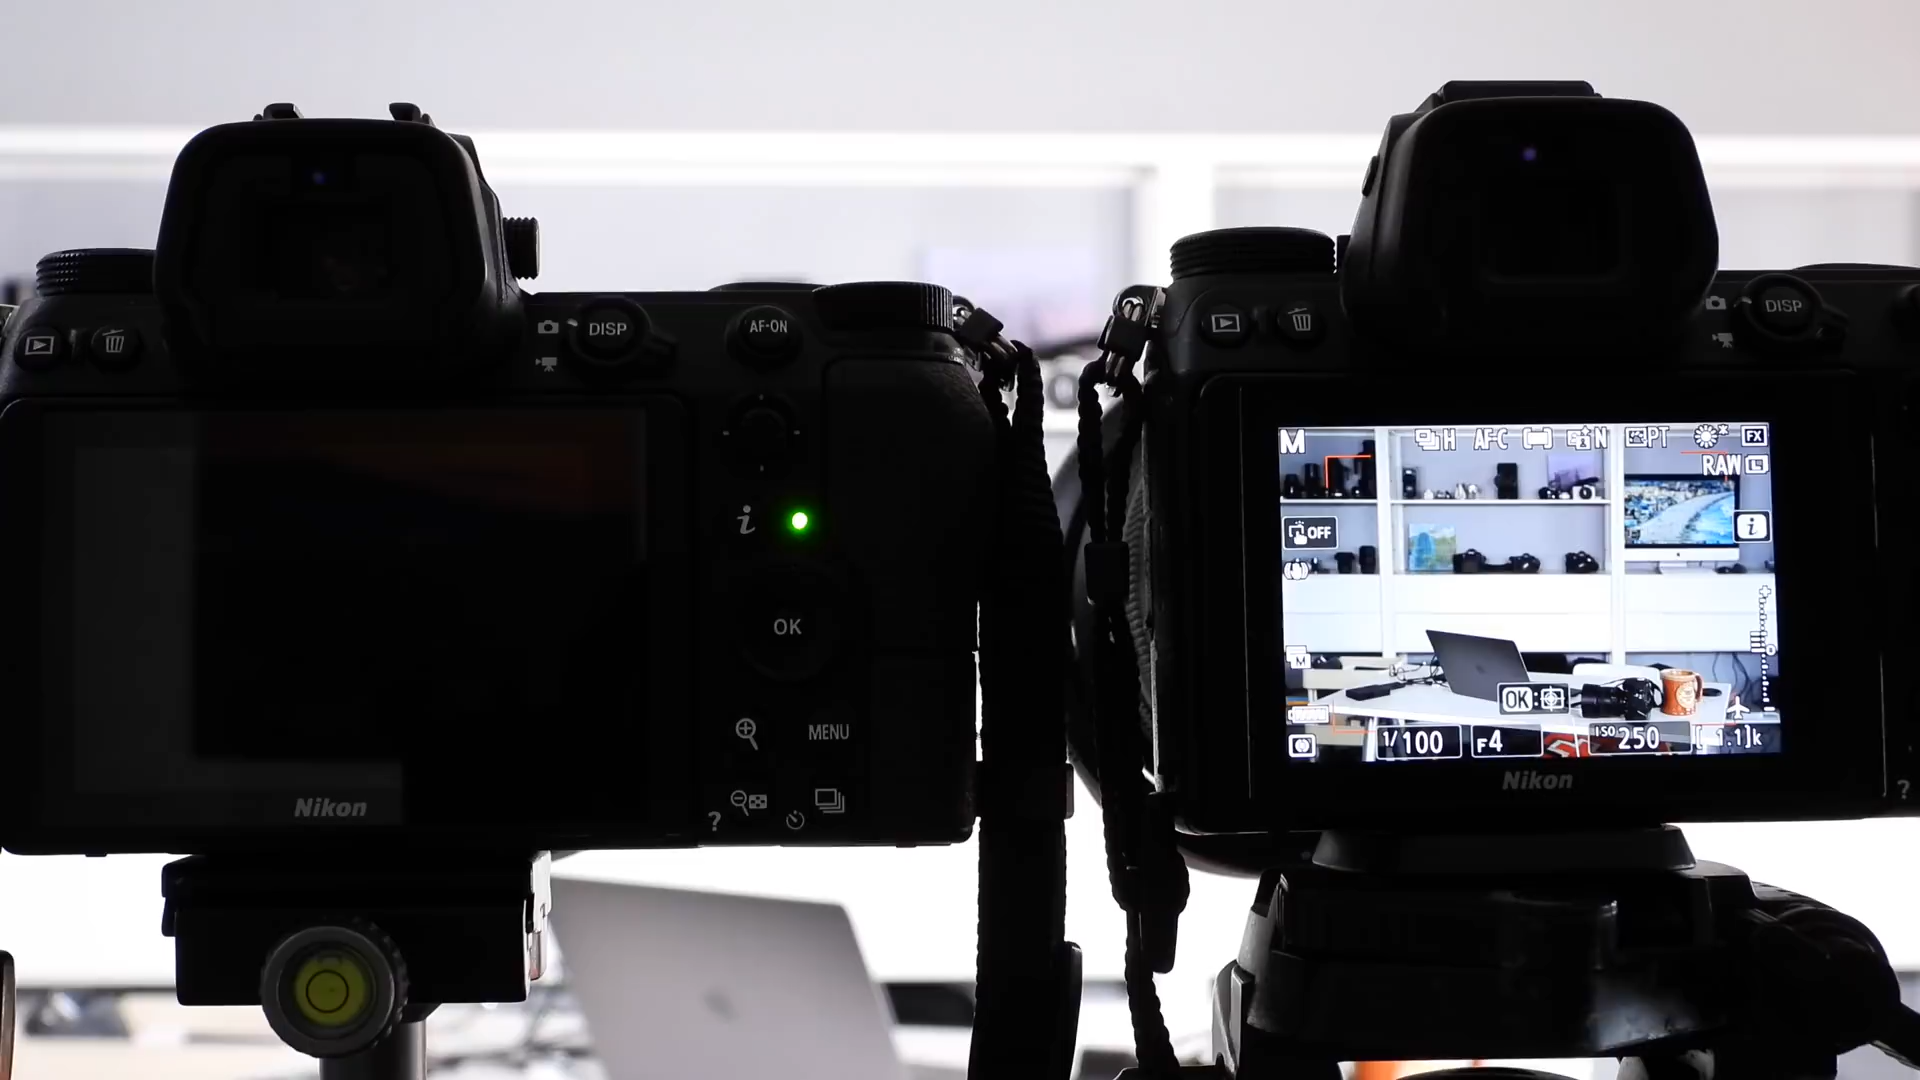 DISP
AF-ON
i
OK
MENU
?
Nikon
DISP
M
H AF-C N PT FX
RAW L
OFF
i
M
OK
1/100 F4 ISO 250 [1.1]k
Nikon
?